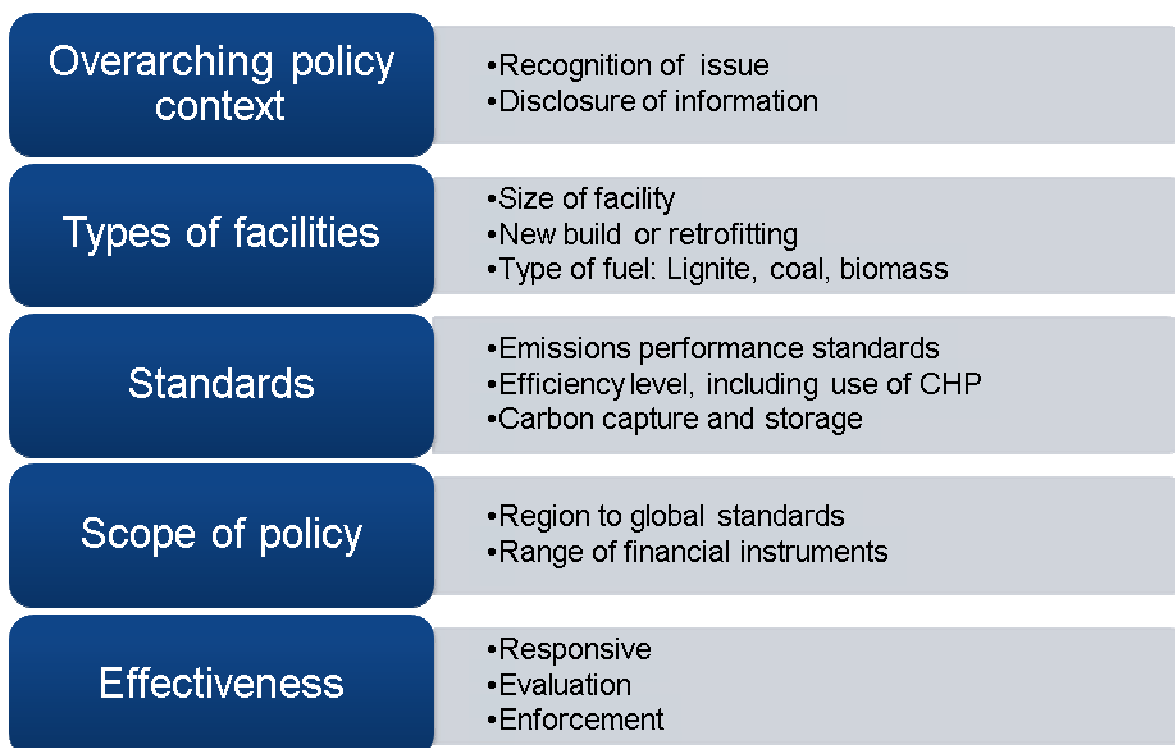 Overarching policy
context
•Recognition of issue
•Disclosure of information
Types of facilities
•Size of facility
•New build or retrofitting
•Type of fuel: Lignite, coal, biomass
Standards
•Emissions performance standards
•Efficiency level, including use of CHP
•Carbon capture and storage
Scope of policy
•Region to global standards
•Range of financial instruments
Effectiveness
•Responsive
•Evaluation
•Enforcement